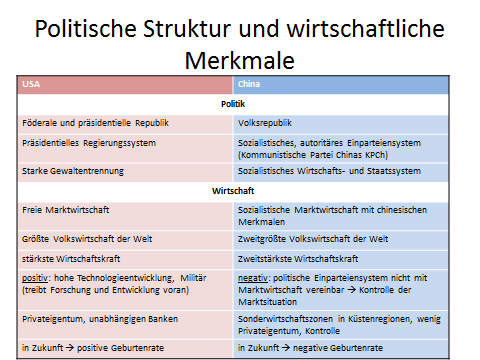 Politische Struktur und wirtschaftliche
Merkmale
USA China
Politik
Föderale und präsidentielle Republik Volksrepublik
Präsidentielles Regierungssystem Sozialistisches, autoritäres Einparteiensystem
(Kommunistische Partei Chinas KPCh)
Starke Gewaltentrennung Sozialistisches Wirtschafts- und Staatssystem
Wirtschaft
Freie Marktwirtschaft Sozialistische Marktwirtschaft mit chinesischen
Merkmalen
Größte Volkswirtschaft der Welt Zweitgrößte Volkswirtschaft der Welt
stärkste Wirtschaftskraft Zweitstärkste Wirtschaftskraft
positiv: hohe Technologieentwicklung, Militär negativ: politische Einparteiensystem nicht mit
(treibt Forschung und Entwicklung voran) Marktwirtschaft vereinbar → Kontrolle der
Marktsituation
Privateigentum, unabhängigen Banken Sonderwirtschaftszonen in Küstenregionen, wenig
Privateigentum, Kontrolle
in Zukunft → positive Geburtenrate in Zukunft → negative Geburtenrate